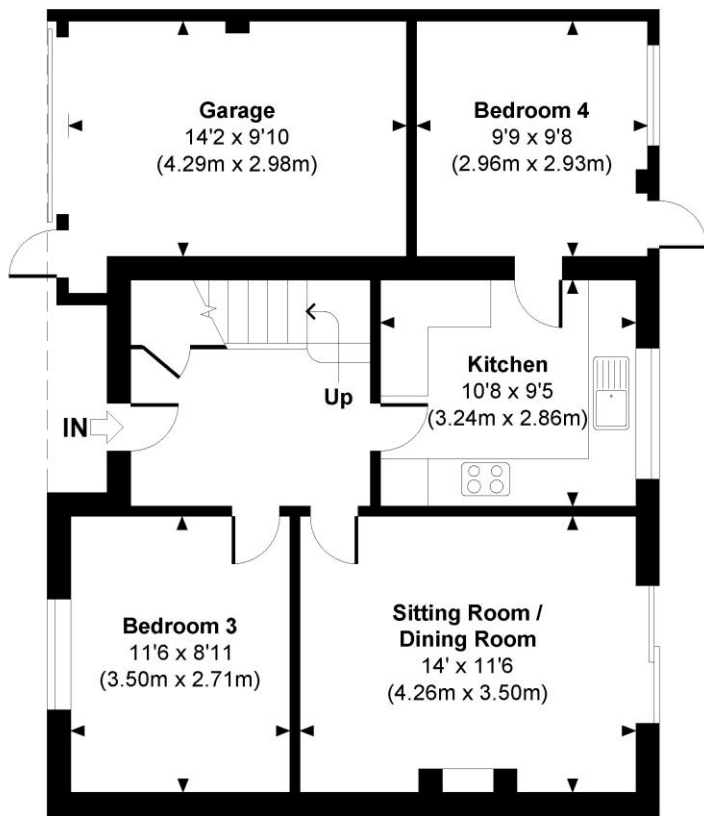 Garage
14'2 x 9'10
(4.29m x 2.98m)
Bedroom 4
9'9 x 9'8
(2.96m x 2.93m)
Kitchen
10'8 x 9'5
(3.24m x 2.86m)
Up
IN
Bedroom 3
11'6 x 8'11
(3.50m x 2.71m)
Sitting Room /
Dining Room
14' x 11'6
(4.26m x 3.50m)